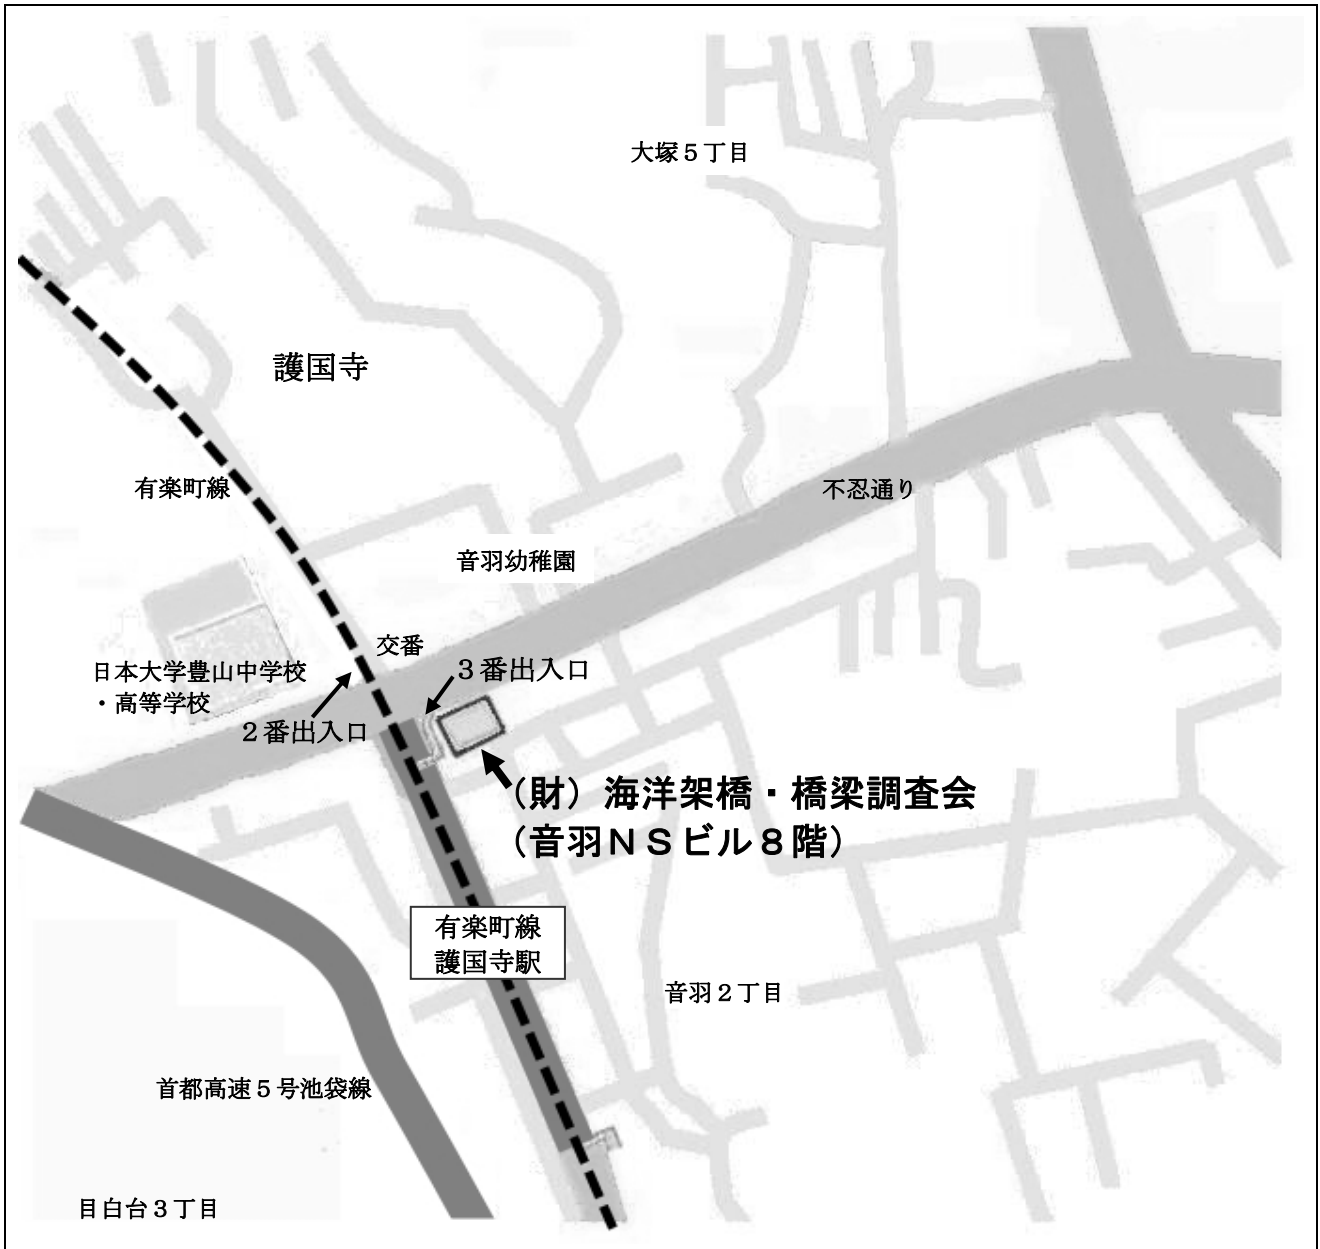 大塚５丁目
護国寺
有楽町線
不忍通り
音羽幼稚園
交番
３番出入口
日本大学豊山中学校
・高等学校
２番出入口
（財）海洋架橋・橋梁調査会
（音羽ＮＳビル８階）
有楽町線
護国寺駅
音羽２丁目
首都高速５号池袋線
目白台３丁目